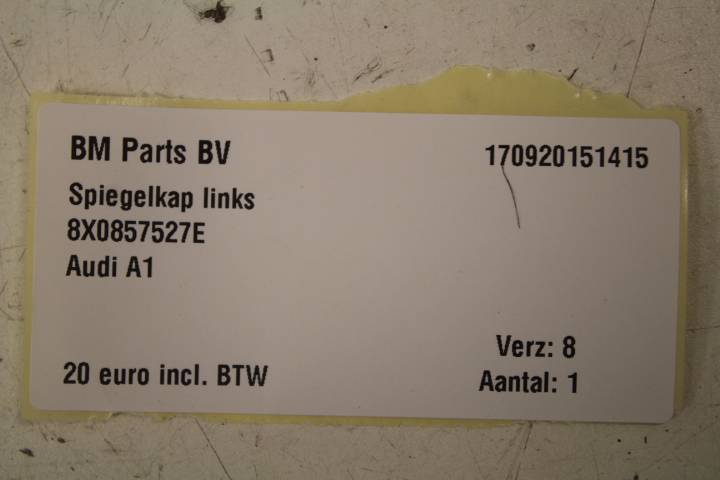 BM Parts BV
170920151415
Spiegelkap links
8X0857527E
Audi A1
Verz: 8
20 euro incl. BTW
Aantal: 1